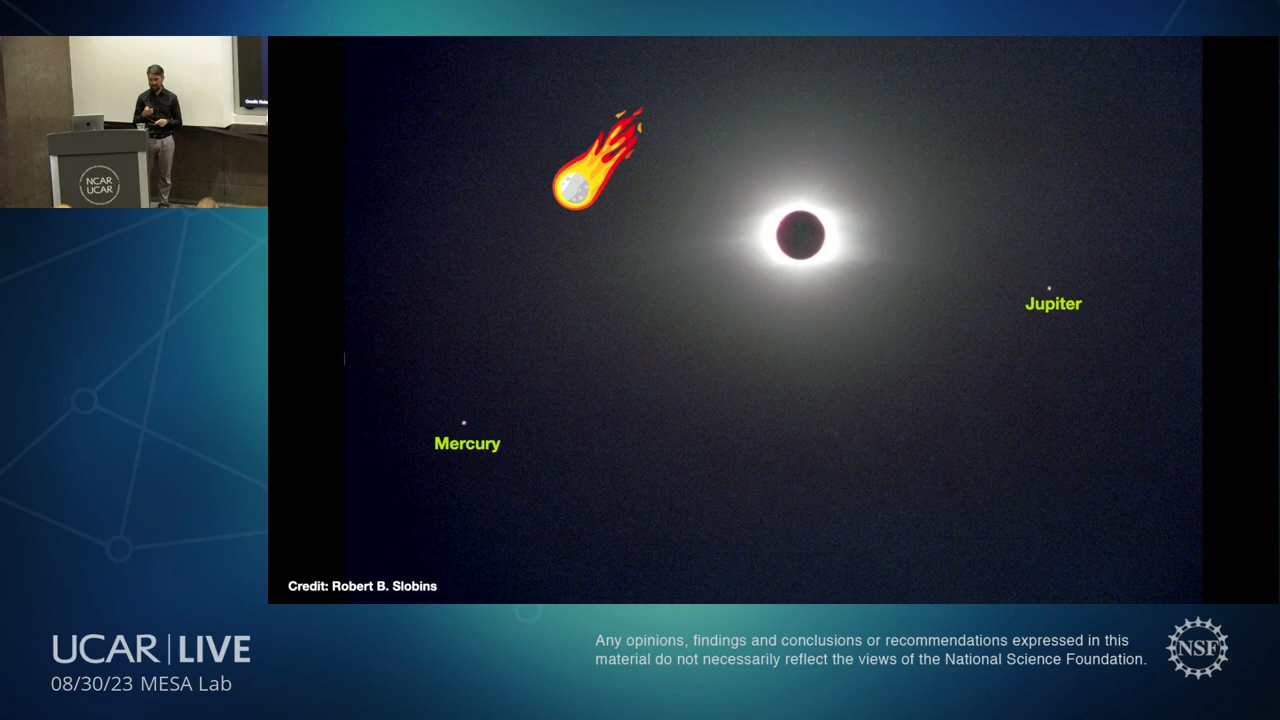 NCAR
UCAR
Jupiter
Mercury
Credit: Robert B. Slobins
UCAR | LIVE
08/30/23 MESA Lab
Any opinions, findings and conclusions or recommendations expressed in this
material do not necessarily reflect the views of the National Science Foundation.
NSF